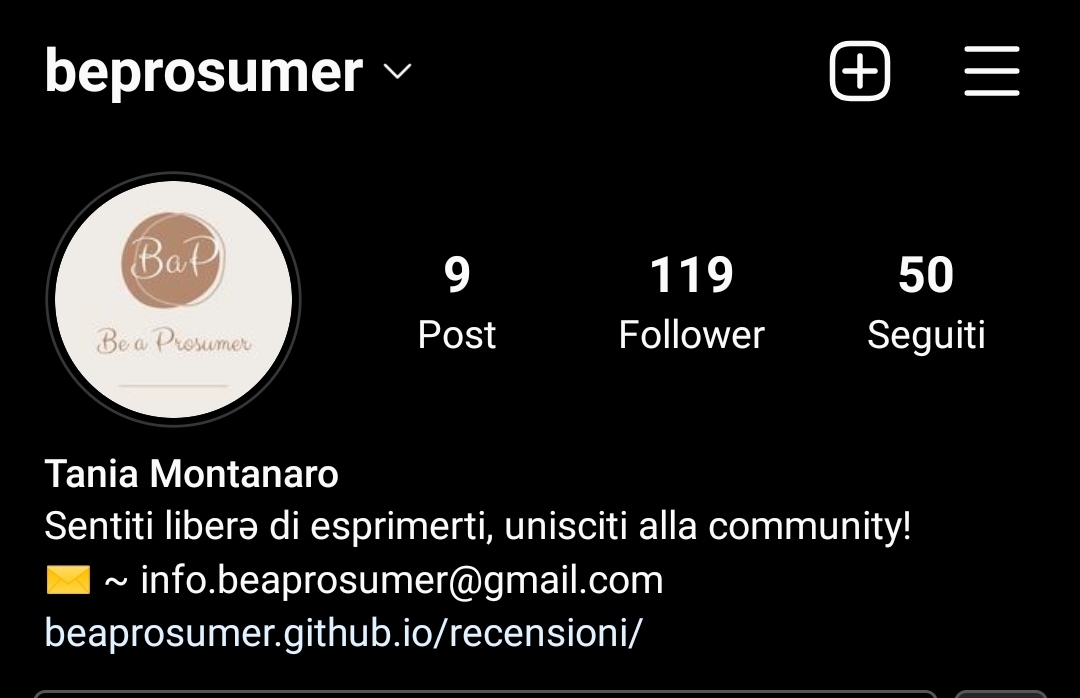 beprosumer
BaP
Be a Prosumer
9
119
50
Post
Follower
Seguiti
Tania Montanaro
Sentiti liberə di esprimerti, unisciti alla community!
✉️ ~ info.beaprosumer@gmail.com
beaprosumer.github.io/recensioni/